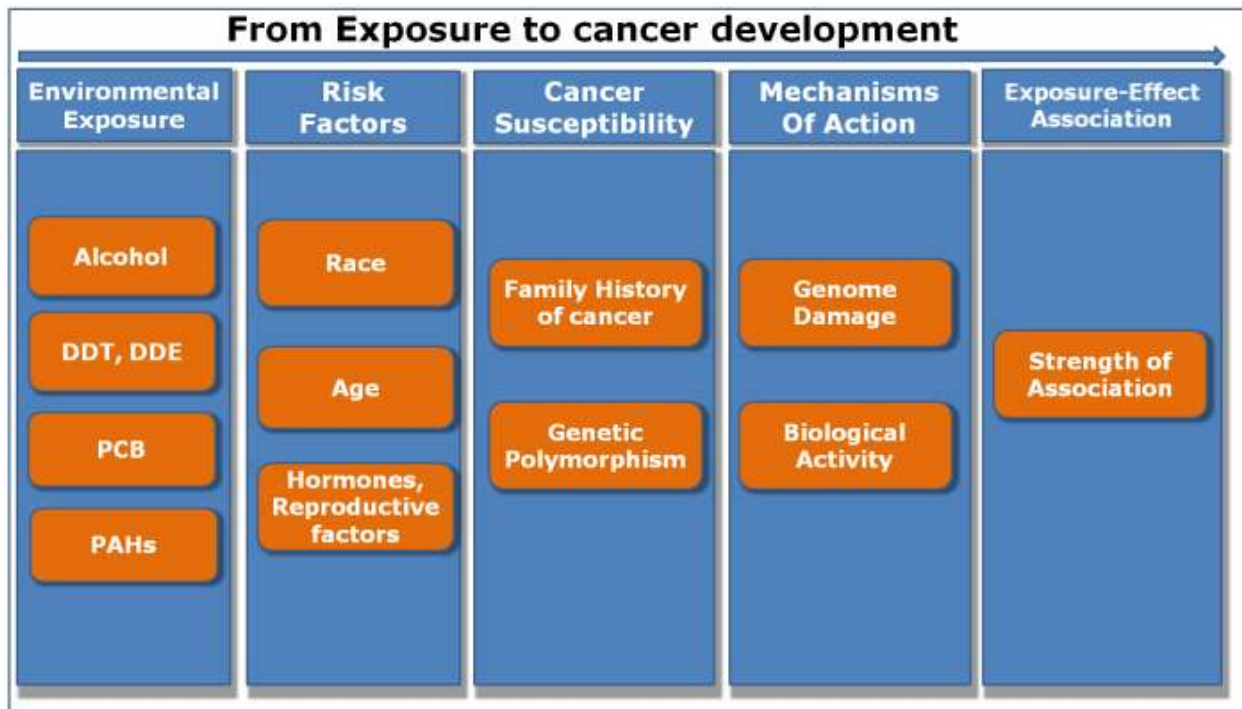 From Exposure to cancer development
Environmental
Exposure
Risk
Factors
Cancer
Susceptibility
Mechanisms
Of Action
Exposure-Effect
Association
Alcohol
DDT, DDE
PCB
PAHs
Race
Age
Hormones,
Reproductive
factors
Family History
of cancer
Genetic
Polymorphism
Genome
Damage
Biological
Activity
Strength of
Association